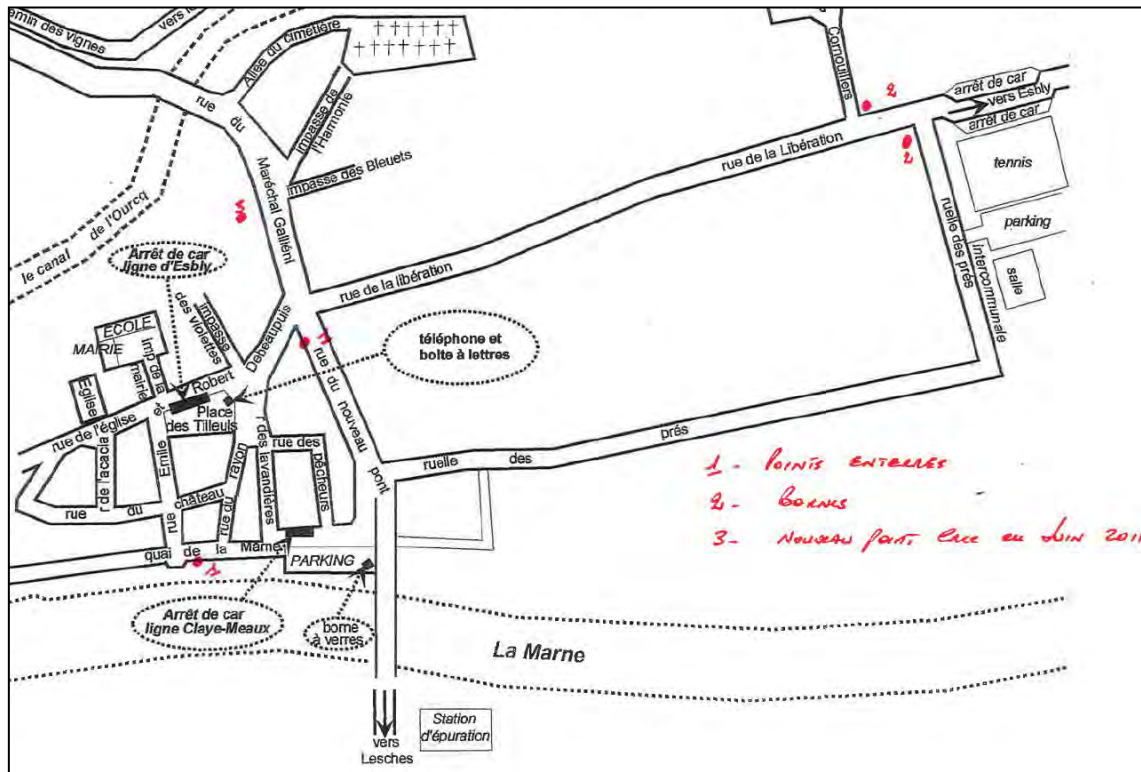 emin des vignes
vers l
Allée du cimetière
rue
du
Maréchal Galliéni
Impasse de
l'Harmonie
impasse des Bleuets
Cornouillers
2
arrêt de car
vers Esbly
arrêt de car
2
rue de la Libération
tennis
parking
ruelle des prés
Intercommunale
salle
le canal
de l'Ourcq
3
Arrêt de car
ligne d'Esbly
rue de la libération
ECOLE
MAIRIE
impasse
des violettes
Debeaupuis
1
téléphone et
boîte à lettres
Imp de la
mairie
Robert
Eglise
Place
des Tilleuls
rue de l'église
r de l'acacia
Emile
rue du nouveau pont
r des lavandières
rue des
pêcheurs
rue du rayon
rue du château
rue
ruelle des prés
1 - POINTS ENTERRES
2 - BORNES
3 - NOUVEAU en JUIN
quai de la Marne
1
PARKING
Arrêt de car
ligne Claye-Meaux
borne
à verres
La Marne
Station
d'épuration
vers
Lesches